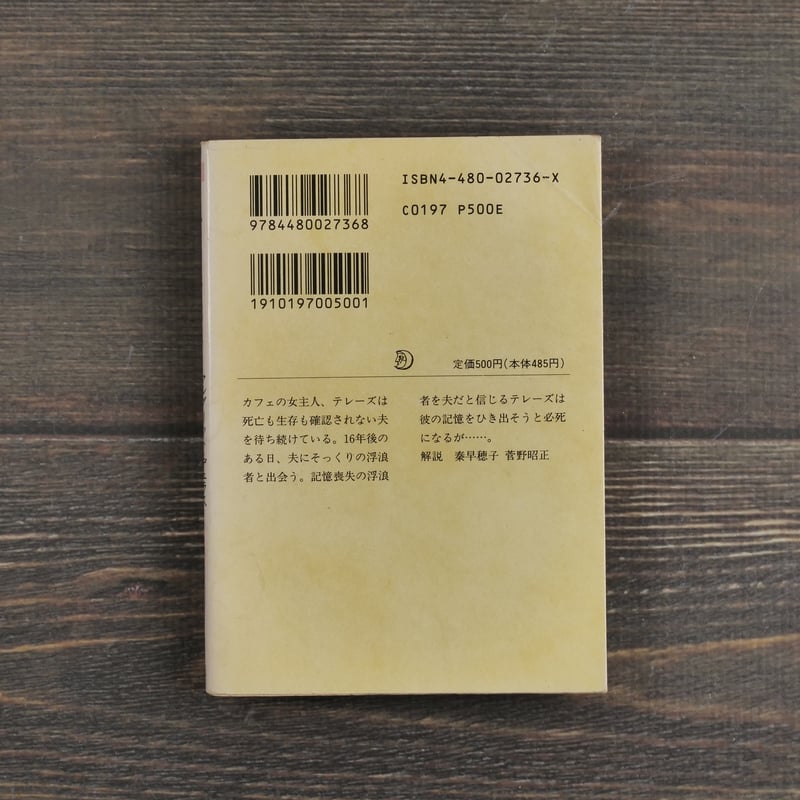 ISBN4-480-02736-X
C0197 P500E
9784480027368
1910197005001
定価500円(本体485円)
カフェの女主人、テレーズは
死亡も生存も確認されない夫
を待ち続けている。16年後の
ある日、夫にそっくりの浮浪
者と出会う。記憶喪失の浮浪
者を夫だと信じるテレーズは
彼の記憶をひき出そうと必死
になるが……。
解説 秦早穂子 菅野昭正